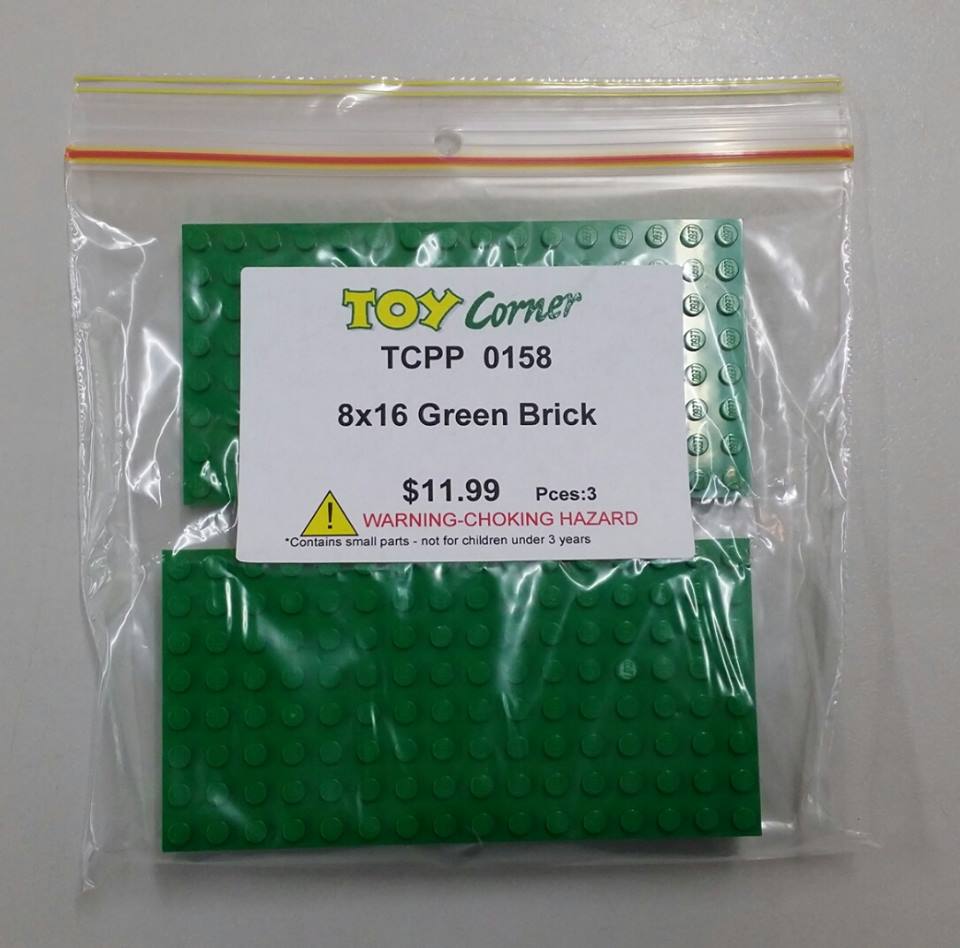 TOY Corner
TCPP 0158
8x16 Green Brick
$11.99 Pces:3
! WARNING-CHOKING HAZARD
*Contains small parts - not for children under 3 years
LEGO